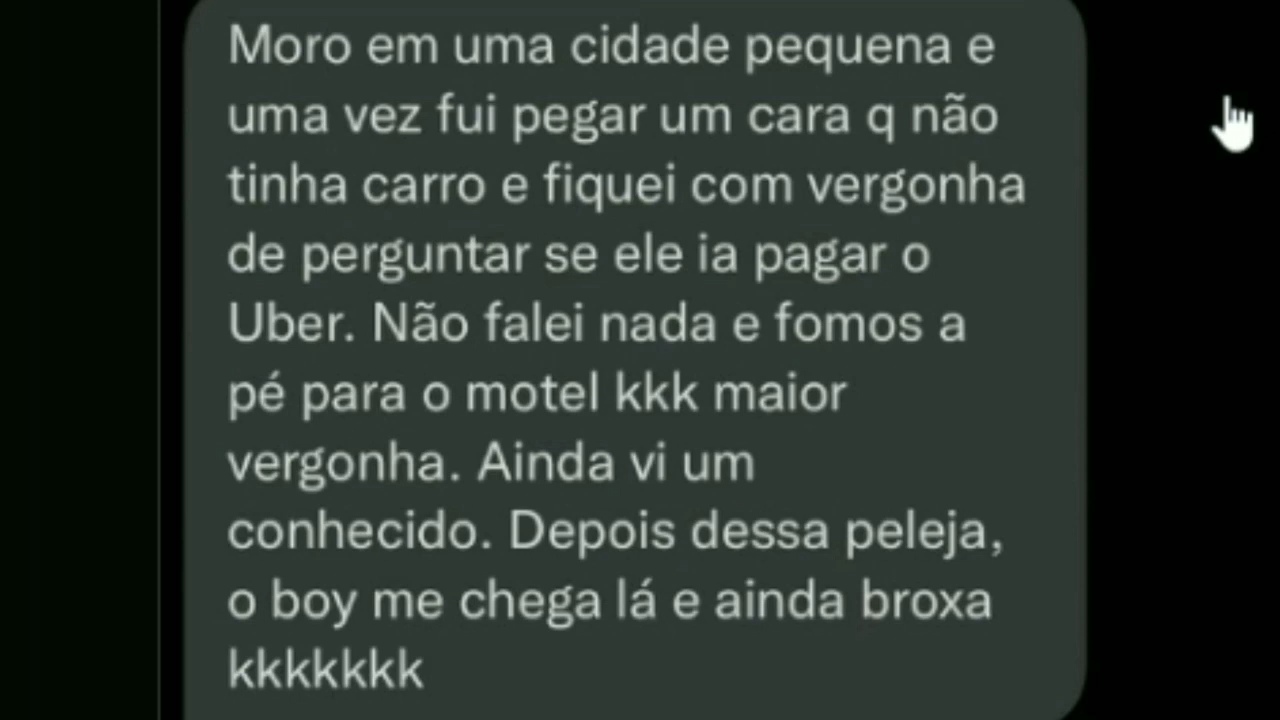 Moro em uma cidade pequena e
uma vez fui pegar um cara q não
tinha carro e fiquei com vergonha
de perguntar se ele ia pagar o
Uber. Não falei nada e fomos a
pé para o motel kkk maior
vergonha. Ainda vi um
conhecido. Depois dessa peleja,
o boy me chega lá e ainda broxa
kkkkkkk